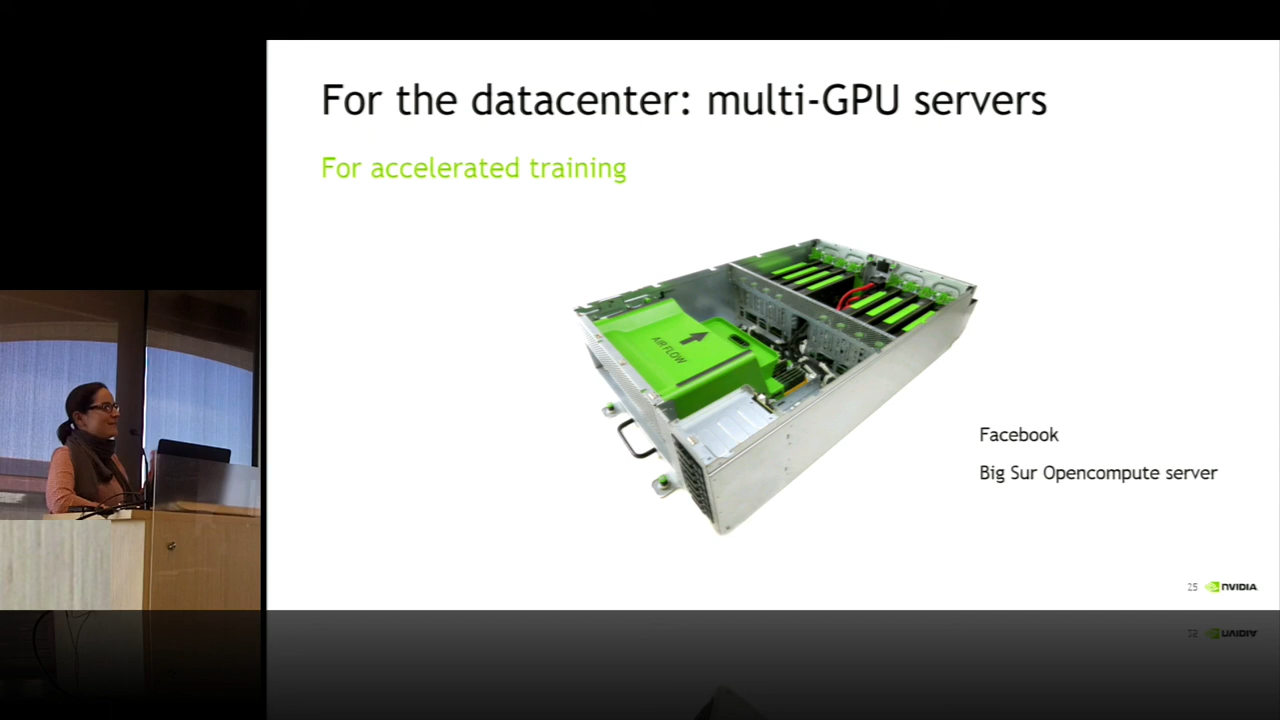 For the datacenter: multi-GPU servers
For accelerated training
AIR FLOW
Facebook
Big Sur Opencompute server
25 NVIDIA